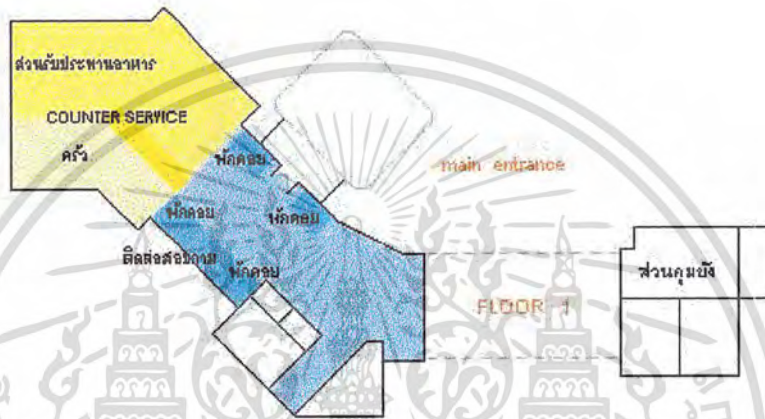 ส่วนรับประทานอาหาร
COUNTER SERVICE
ครัว
พักคอย
main entrance
พักคอย
พักคอย
ติดต่อสอบถาม
พักคอย
ส่วนคุมขัง
FLOOR 1